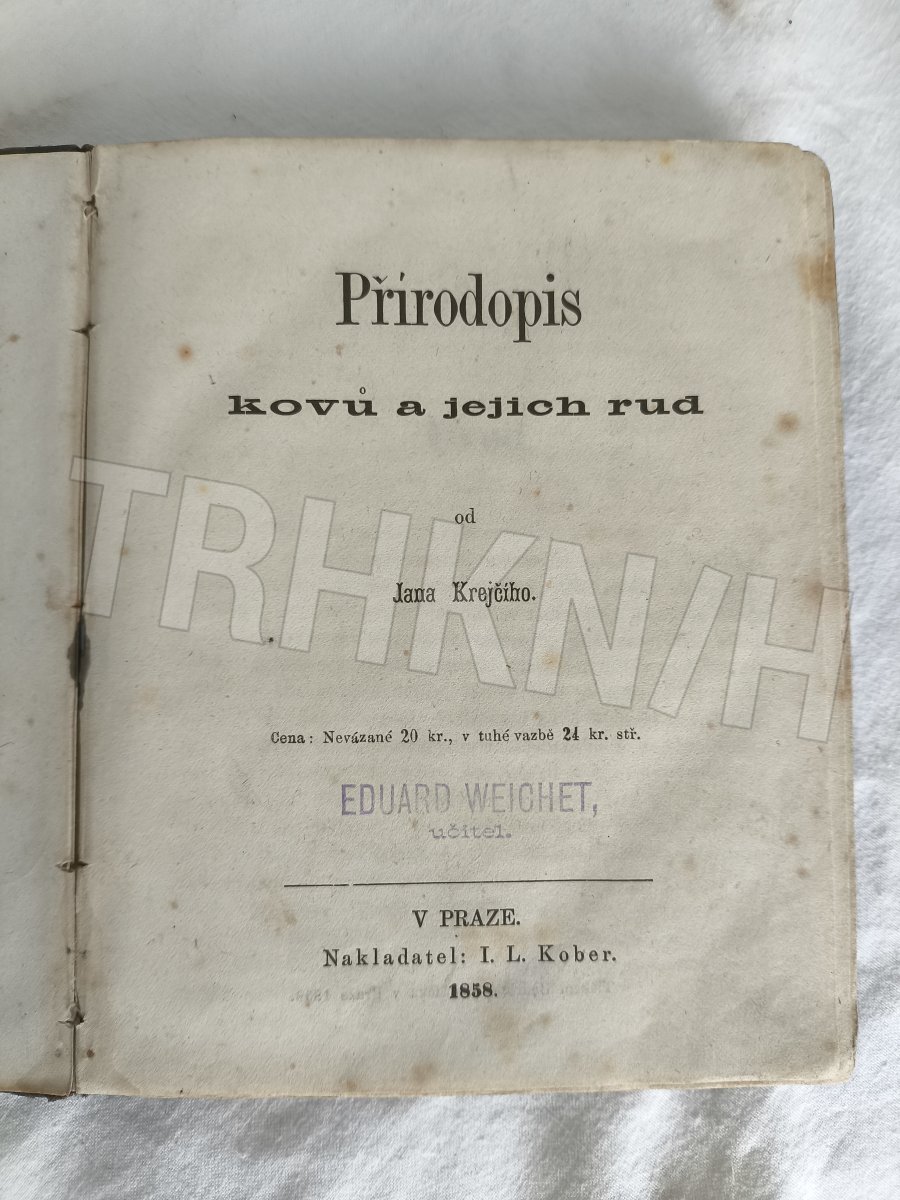 Přírodopis
kovů a jejich rud
od
Jana Krejčího.
TRHKNIH
Cena: Nevázané 20 kr., v tuhé vazbě 24 kr. stř.
EDUARD WEICHET,
učitel.
V PRAZE.
Nakladatel: I. L. Kober.
1858.